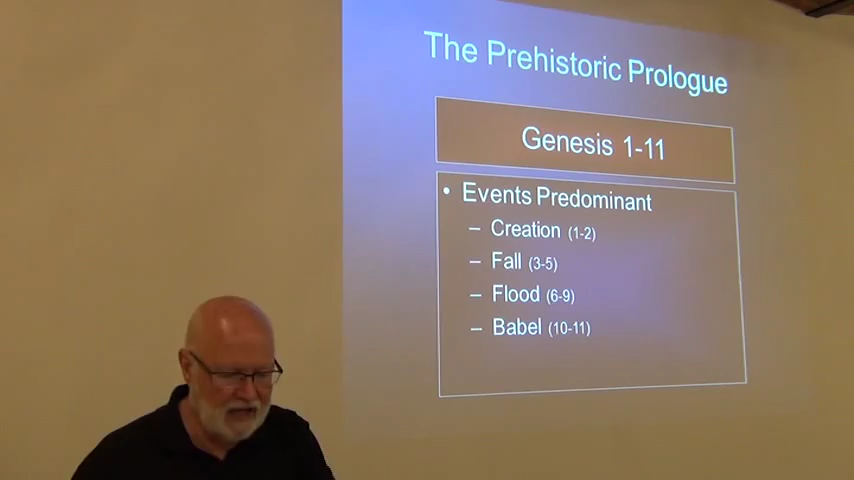 The Prehistoric Prologue
Genesis 1-11
• Events Predominant
– Creation (1-2)
– Fall (3-5)
– Flood (6-9)
– Babel (10-11)